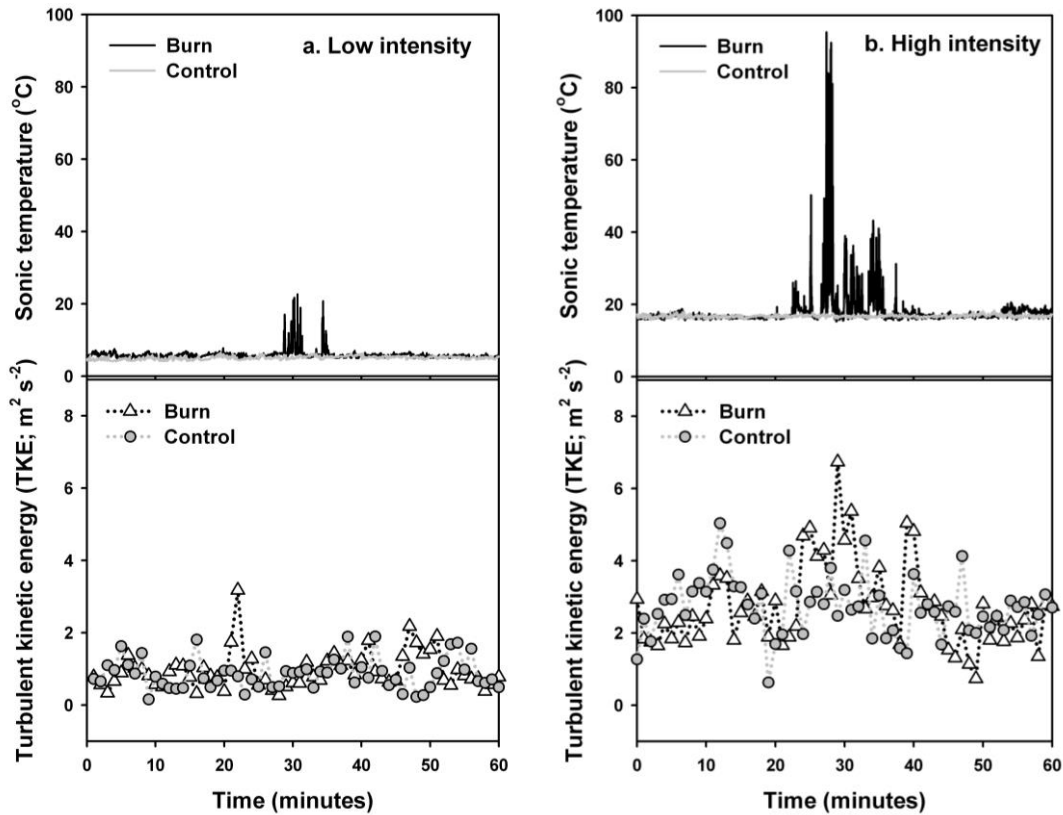 100
80
60
40
20
0
Sonic temperature (°C)
Burn
Control
a. Low intensity
8
6
4
2
0
Turbulent kinetic energy (TKE; m² s⁻²)
Burn
Control
0 10 20 30 40 50 60
Time (minutes)
100
80
60
40
20
0
Sonic temperature (°C)
Burn
Control
b. High intensity
8
6
4
2
0
Turbulent kinetic energy (TKE; m² s⁻²)
Burn
Control
0 10 20 30 40 50 60
Time (minutes)